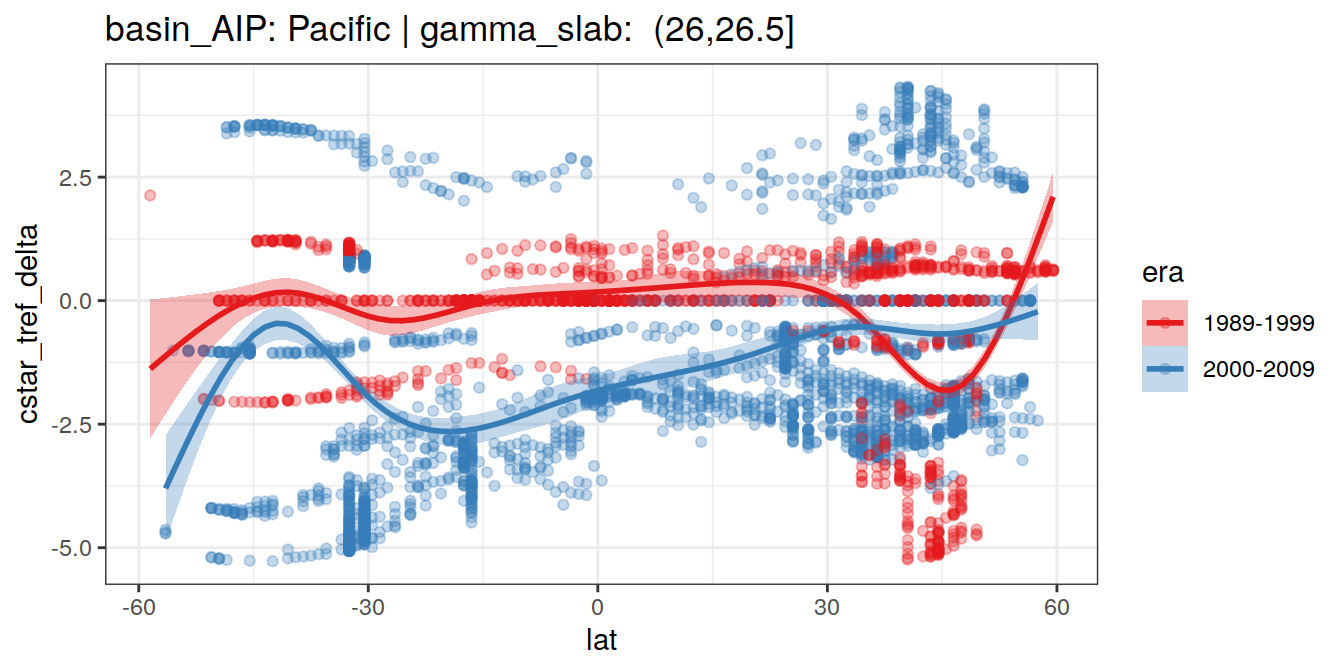 basin_AIP: Pacific | gamma_slab:  (26,26.5]
cstar_tref_delta
2.5
0.0
-2.5
-5.0
-60
-30
0
30
60
lat
era
1989-1999
2000-2009